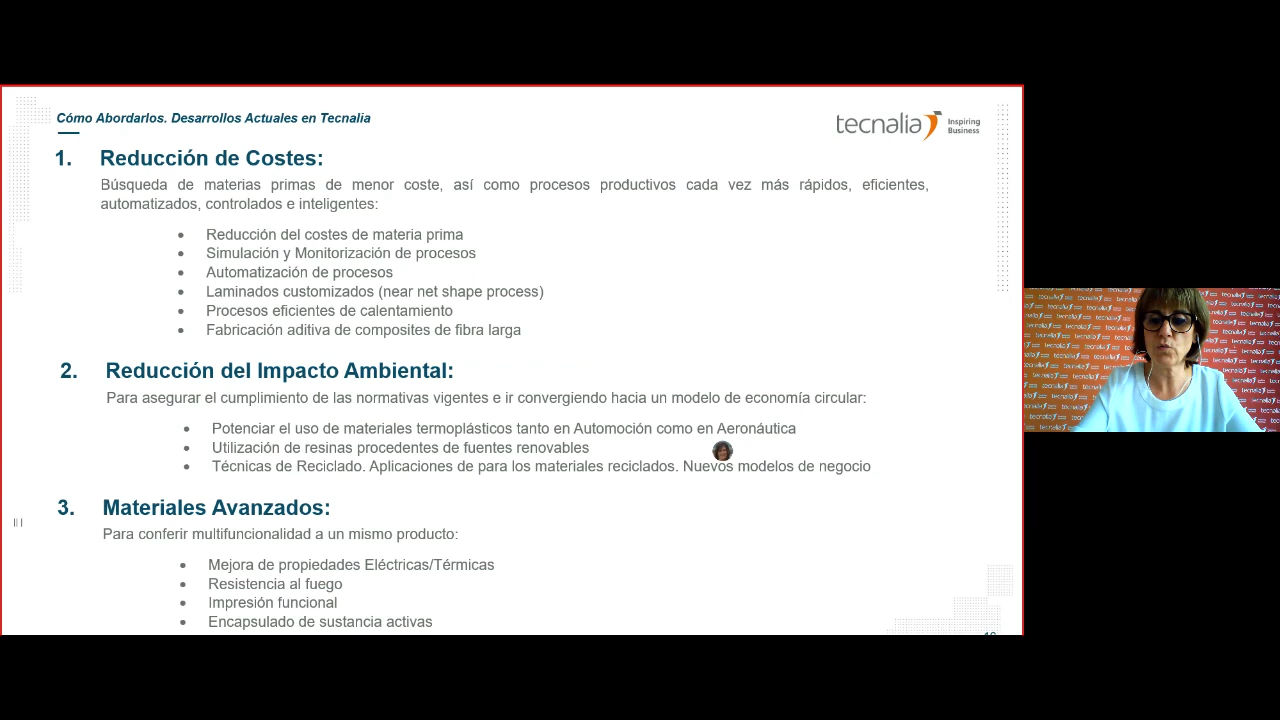 Cómo Abordarlos. Desarrollos Actuales en Tecnalia
tecnalia Inspiring
Business
1. Reducción de Costes:
Búsqueda de materias primas de menor coste, así como procesos productivos cada vez más rápidos, eficientes,
automatizados, controlados e inteligentes:
• Reducción del costes de materia prima
• Simulación y Monitorización de procesos
• Automatización de procesos
• Laminados customizados (near net shape process)
• Procesos eficientes de calentamiento
• Fabricación aditiva de composites de fibra larga
2. Reducción del Impacto Ambiental:
Para asegurar el cumplimiento de las normativas vigentes e ir convergiendo hacia un modelo de economía circular:
• Potenciar el uso de materiales termoplásticos tanto en Automoción como en Aeronáutica
• Utilización de resinas procedentes de fuentes renovables
• Técnicas de Reciclado. Aplicaciones de para los materiales reciclados. Nuevos modelos de negocio
3. Materiales Avanzados:
Para conferir multifuncionalidad a un mismo producto:
• Mejora de propiedades Eléctricas/Térmicas
• Resistencia al fuego
• Impresión funcional
• Encapsulado de sustancia activas